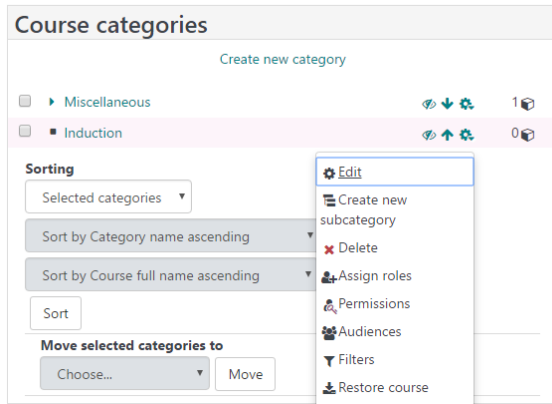 Course categories
Create new category
Miscellaneous
1
Induction
0
Sorting
Selected categories
Sort by Category name ascending
Sort by Course full name ascending
Sort
Move selected categories to
Choose...
Move
Edit
Create new
subcategory
Delete
Assign roles
Permissions
Audiences
Filters
Restore course